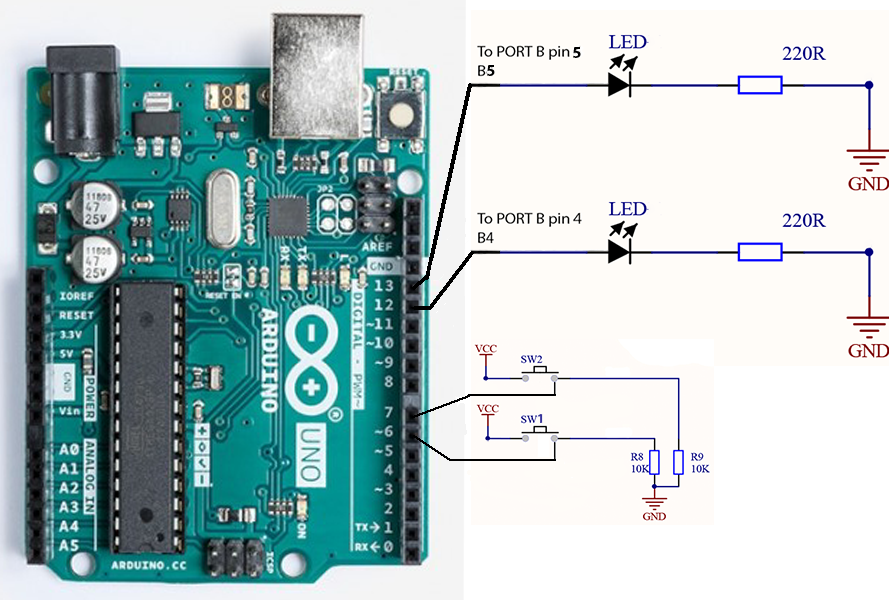 RESET
11808
47
25V
11808
47
25V
JP2
AREF
GND
RX
TX
L
RESET EN
IOREF
RESET
3.3V
5V
GND
Vin
POWER
A0
A1
A2
A3
A4
A5
ANALOG IN
13
12
~11
~10
~9
8
7
~6
~5
4
~3
2
TX→1
RX←0
DIGITAL - PWM~
ARDUINO
UNO
®
ON
ICSP
ARDUINO.CC
To PORT B pin 5
B5
LED
220R
GND
To PORT B pin 4
B4
LED
220R
GND
VCC
SW2
VCC
SW1
R8
10K
R9
10K
GND